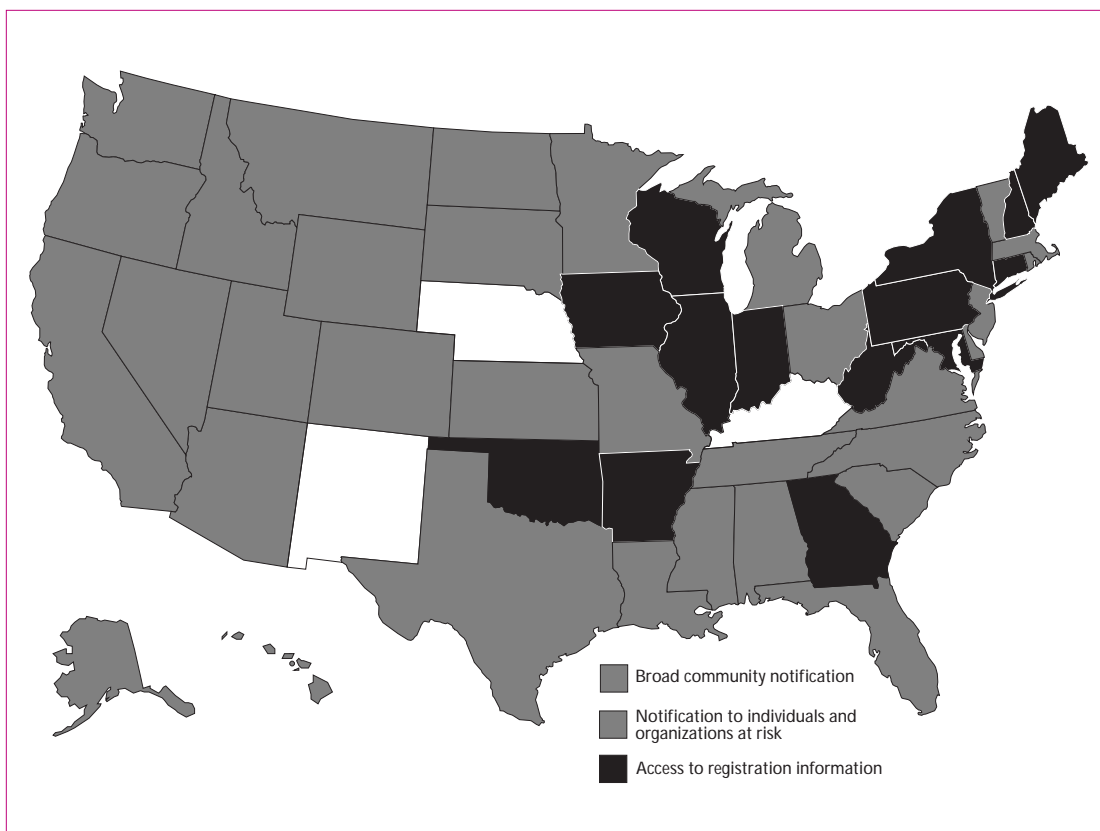 Broad community notification
Notification to individuals and
organizations at risk
Access to registration information